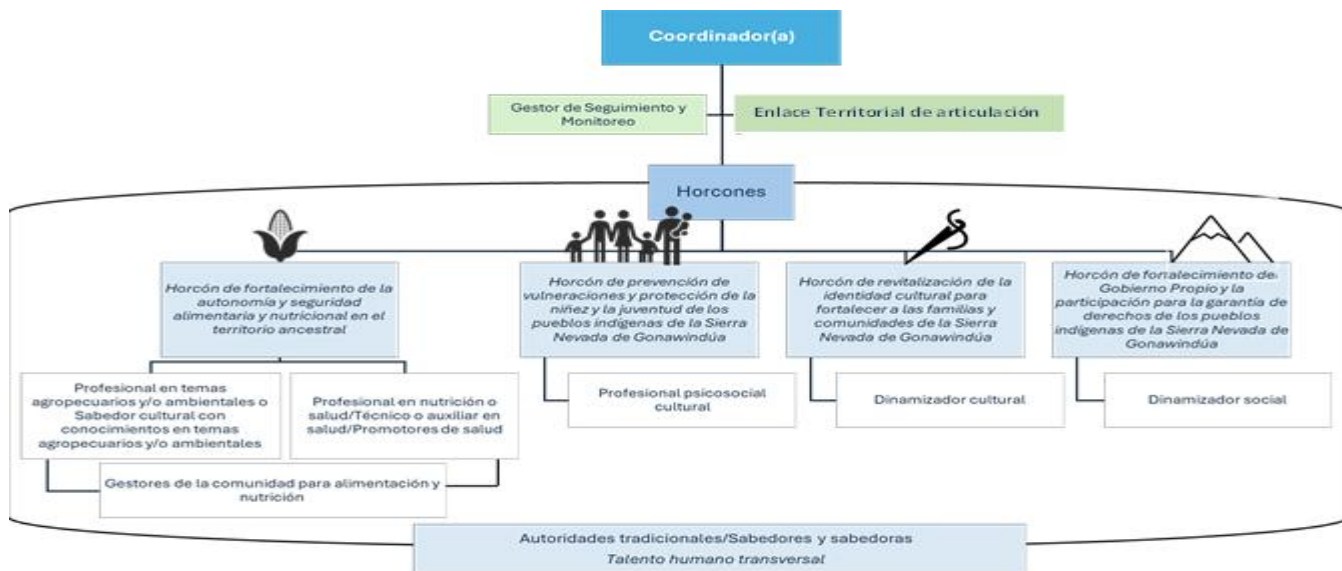 Coordinador(a)
Gestor de Seguimiento y
Monitoreo
Enlace Territorial de articulación
Horcones
Horcón de fortalecimiento de la
autonomía y seguridad
alimentaria y nutricional en el
territorio ancestral
Horcón de prevención de
vulneraciones y protección de la
niñez y la juventud de los
pueblos indígenas de la Sierra
Nevada de Gonawindúa
Horcón de revitalización de la
identidad cultural para
fortalecer a las familias y
comunidades de la Sierra
Nevada de Gonawindúa
Horcón de fortalecimiento del
Gobierno Propio y la
participación para la garantía de
derechos de los pueblos
indígenas de la Sierra Nevada de
Gonawindúa
Profesional en temas
agropecuarios y/o ambientales o
Sabedor cultural con
conocimientos en temas
agropecuarios y/o ambientales
Profesional en nutrición o
salud/Técnico o auxiliar en
salud/Promotores de salud
Profesional psicosocial
cultural
Dinamizador cultural
Dinamizador social
Gestores de la comunidad para alimentación y
nutrición
Autoridades tradicionales/Sabedores y sabedoras
Talento humano transversal